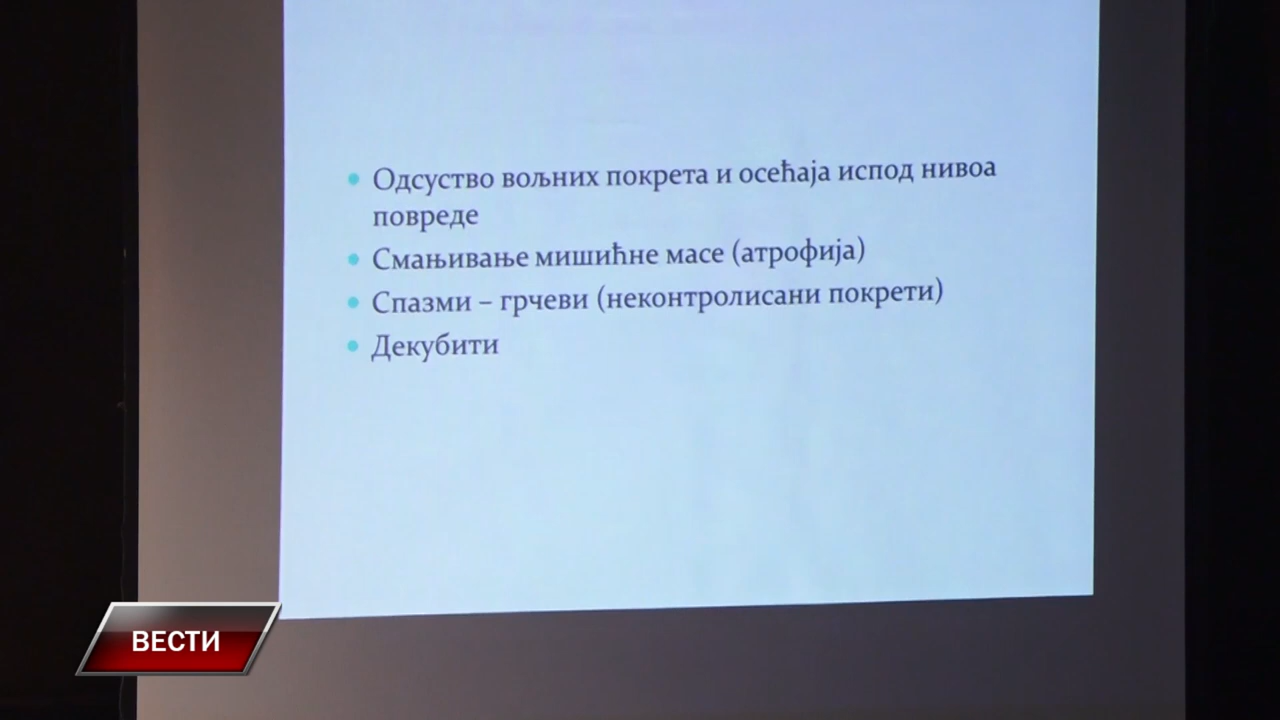 Одсуство вољних покрета и осећаја испод нивоа
повреде
Смањивање мишићне масе (атрофија)
Спазми – грчеви (неконтролисани покрети)
Декубити
ВЕСТИ